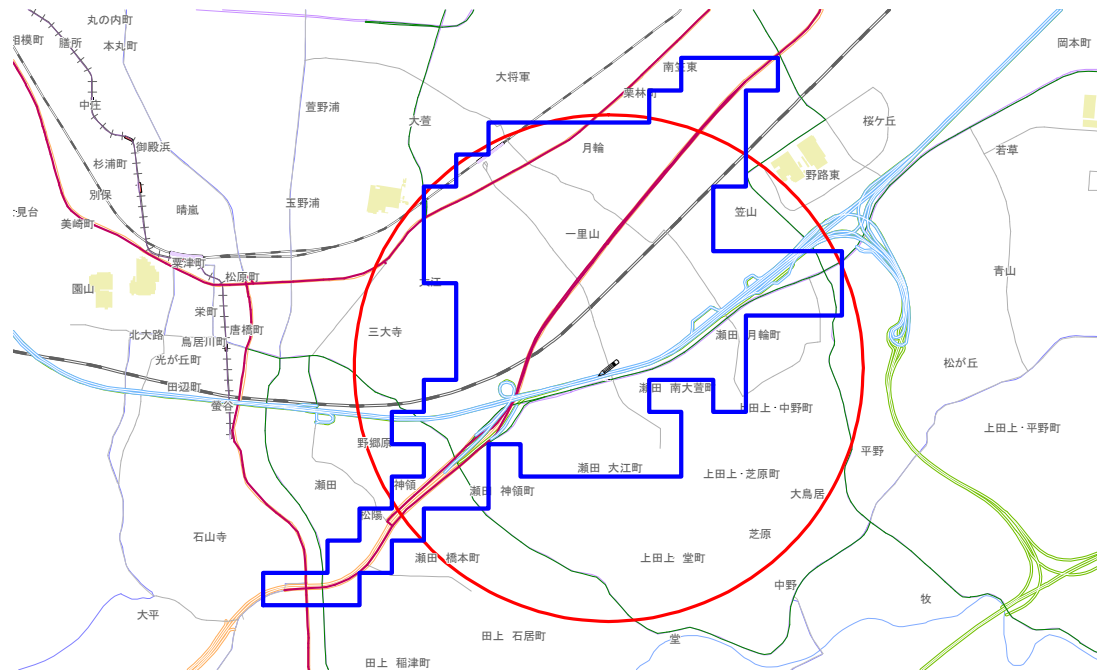 丸の内町
相模町
膳所
本丸町
岡本町
大将軍
南笠東
栗林町
中庄
萱野浦
大萱
桜ケ丘
御殿浜
月輪
若草
杉浦町
野路東
別保
晴嵐
玉野浦
笠山
美崎町
一里山
粟津町
松原町
大江
青山
園山
栄町
唐橋町
三大寺
北大路
鳥居川町
瀬田 月輪町
光が丘町
松が丘
田辺町
瀬田 南大萱町
螢谷
上田上・中野町
上田上・平野町
野郷原
平野
瀬田 大江町
上田上・芝原町
瀬田
神領
瀬田 神領町
大鳥居
松陽
石山寺
芝原
瀬田 橋本町
上田上 堂町
中野
牧
大平
田上 石居町
堂
田上 稲津町